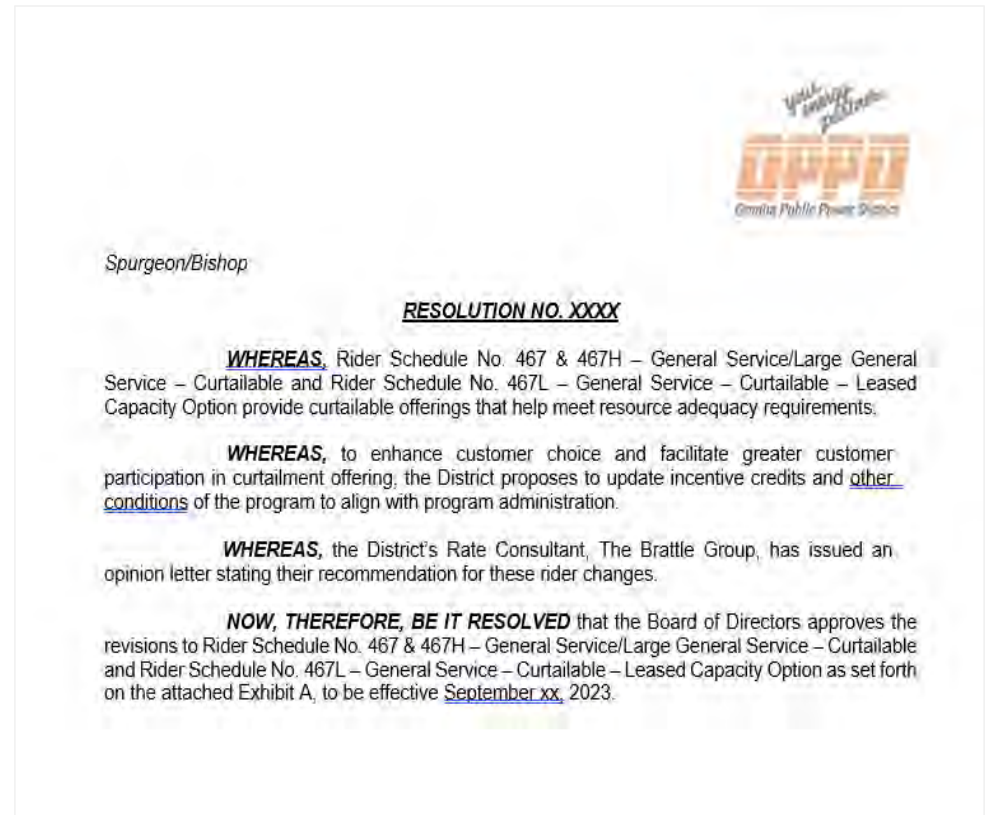 your
energy
partner
OPPD
Omaha Public Power District
Spurgeon/Bishop
RESOLUTION NO. XXXX
WHEREAS, Rider Schedule No. 467 & 467H – General Service/Large General
Service – Curtailable and Rider Schedule No. 467L – General Service – Curtailable – Leased
Capacity Option provide curtailable offerings that help meet resource adequacy requirements.
WHEREAS, to enhance customer choice and facilitate greater customer
participation in curtailment offering, the District proposes to update incentive credits and other
conditions of the program to align with program administration.
WHEREAS, the District's Rate Consultant, The Brattle Group, has issued an
opinion letter stating their recommendation for these rider changes.
NOW, THEREFORE, BE IT RESOLVED that the Board of Directors approves the
revisions to Rider Schedule No. 467 & 467H – General Service/Large General Service – Curtailable
and Rider Schedule No. 467L – General Service – Curtailable – Leased Capacity Option as set forth
on the attached Exhibit A, to be effective September xx, 2023.